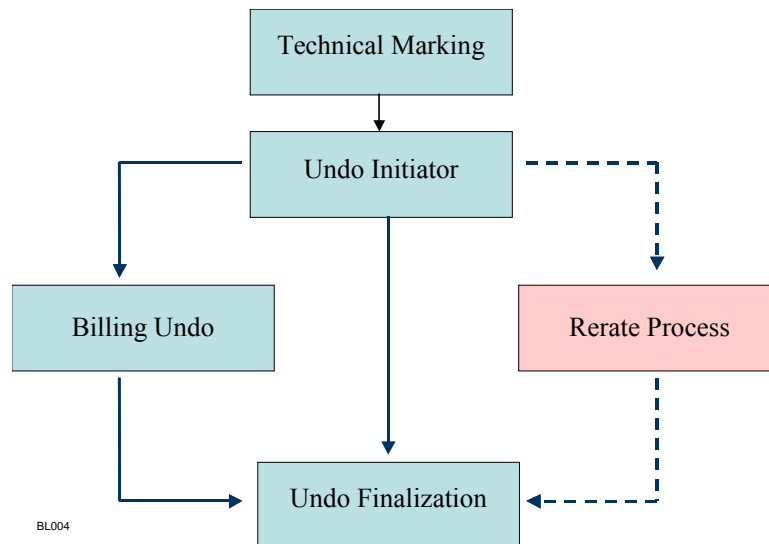 Technical Marking
Undo Initiator
Billing Undo
Rerate Process
Undo Finalization
BL004